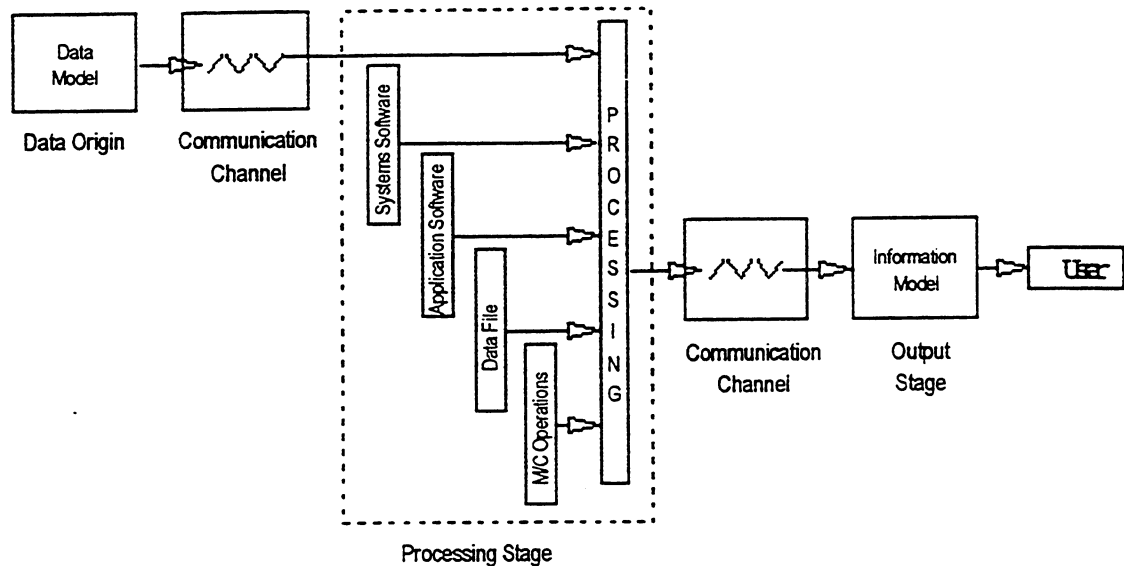 Data
Model
Data Origin
Communication
Channel
Systems Software
Application Software
Data File
M/C Operations
PROCESSING
Processing Stage
Communication
Channel
Information
Model
Output
Stage
User